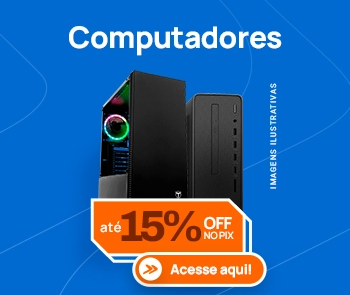 Computadores
IMAGENS ILUSTRATIVAS
até 15% OFF
NO PIX
Acesse aqui!